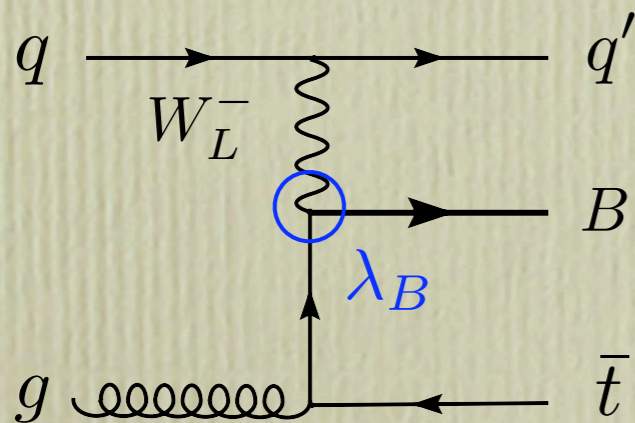 q q′
W_L^-
B
λ_B
g t̄